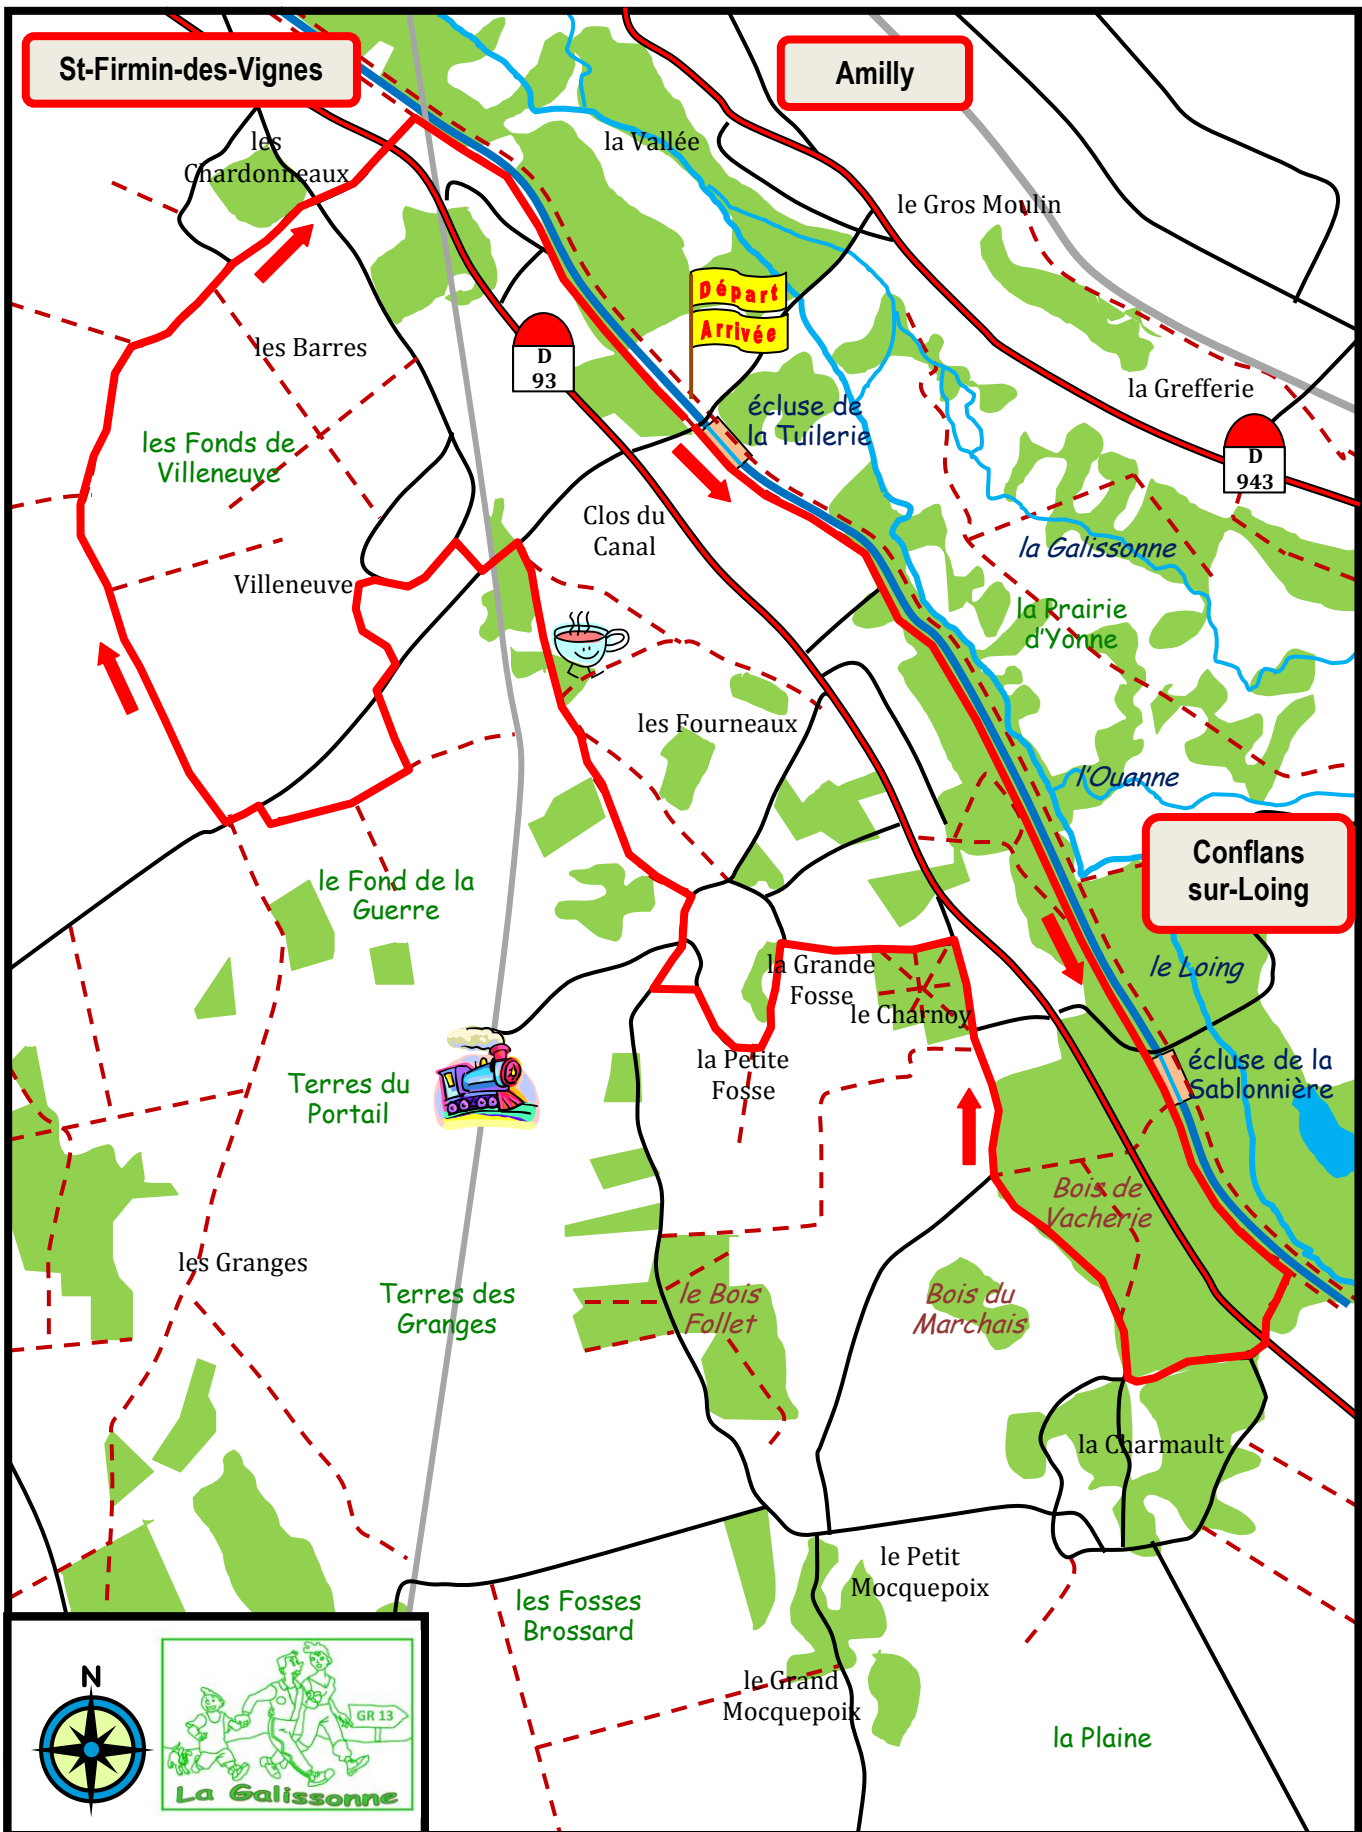 St-Firmin-des-Vignes
Amilly
les
Chardonneaux
la Vallée
le Gros Moulin
Départ
Arrivée
les Barres
D
93
la Grefferie
écluse de
la Tuilerie
les Fonds de
Villeneuve
D
943
Clos du
Canal
la Galissonne
Villeneuve
la Prairie
d'Yonne
les Fourneaux
l'Ouanne
Conflans
sur-Loing
le Fond de la
Guerre
la Grande
Fosse
le Loing
le Charnoy
la Petite
Fosse
écluse de la
Sablonnière
Terres du
Portail
Bois de
Vacherie
les Granges
Terres des
Granges
le Bois
Follet
Bois du
Marchais
la Charmault
le Petit
Mocquepoix
les Fosses
Brossard
le Grand
Mocquepoix
la Plaine
N
GR 13
La Galissonne